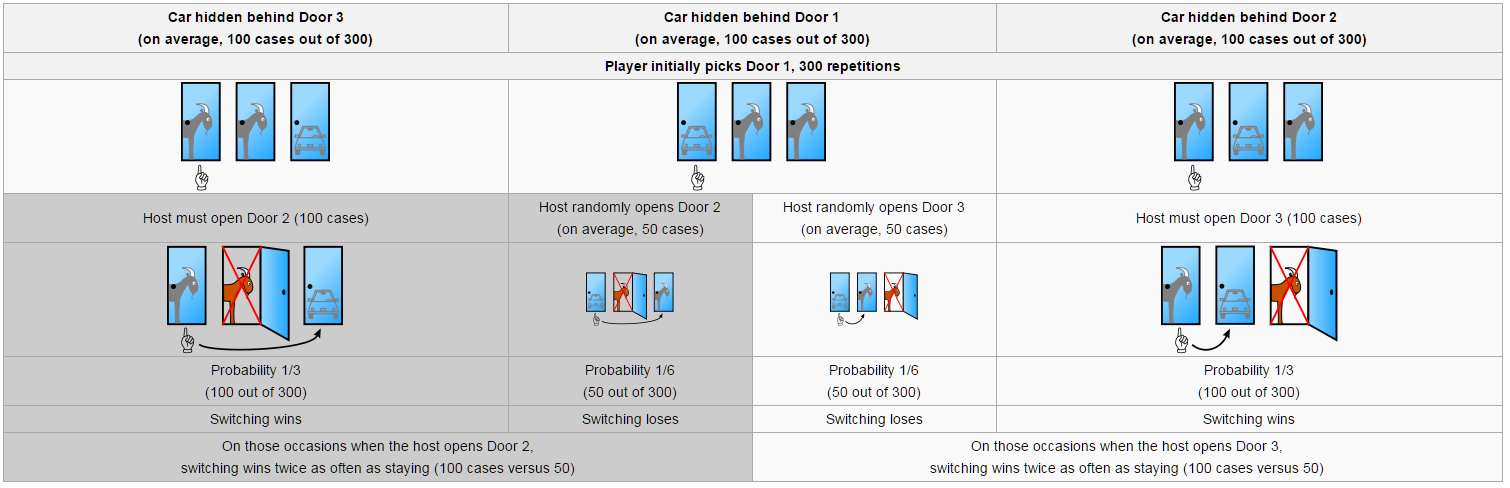 Car hidden behind Door 3
(on average, 100 cases out of 300)
Car hidden behind Door 1
(on average, 100 cases out of 300)
Car hidden behind Door 2
(on average, 100 cases out of 300)
Player initially picks Door 1, 300 repetitions
Host must open Door 2 (100 cases)
Host randomly opens Door 2
(on average, 50 cases)
Host randomly opens Door 3
(on average, 50 cases)
Host must open Door 3 (100 cases)
Probability 1/3
(100 out of 300)
Probability 1/6
(50 out of 300)
Probability 1/6
(50 out of 300)
Probability 1/3
(100 out of 300)
Switching wins
Switching loses
Switching loses
Switching wins
On those occasions when the host opens Door 2,
switching wins twice as often as staying (100 cases versus 50)
On those occasions when the host opens Door 3,
switching wins twice as often as staying (100 cases versus 50)